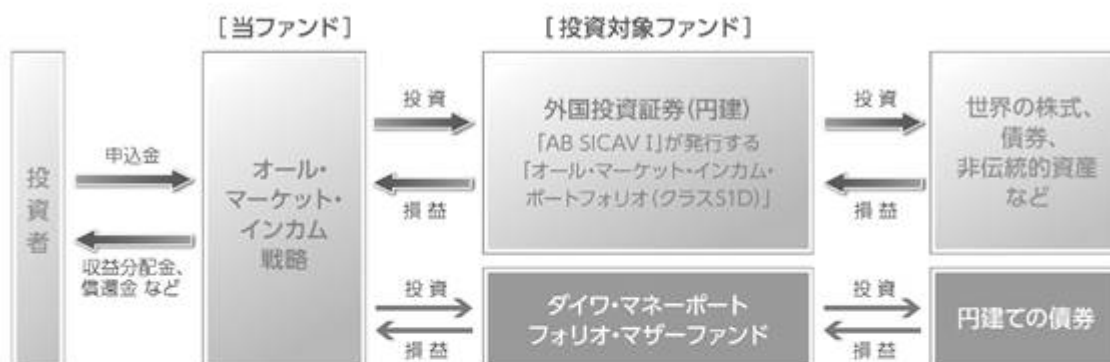 [当ファンド]
[投資対象ファンド]
投資者
申込金
収益分配金、
償還金 など
オール・
マーケット・
インカム
戦略
投資
損益
外国投資証券(円建)
「AB SICAV I」が発行する
「オール・マーケット・インカム・
ポートフォリオ(クラスS1D)」
投資
損益
世界の株式、
債券、
非伝統的資産
など
投資
損益
ダイワ・マネーポート
フォリオ・マザーファンド
投資
損益
円建ての債券